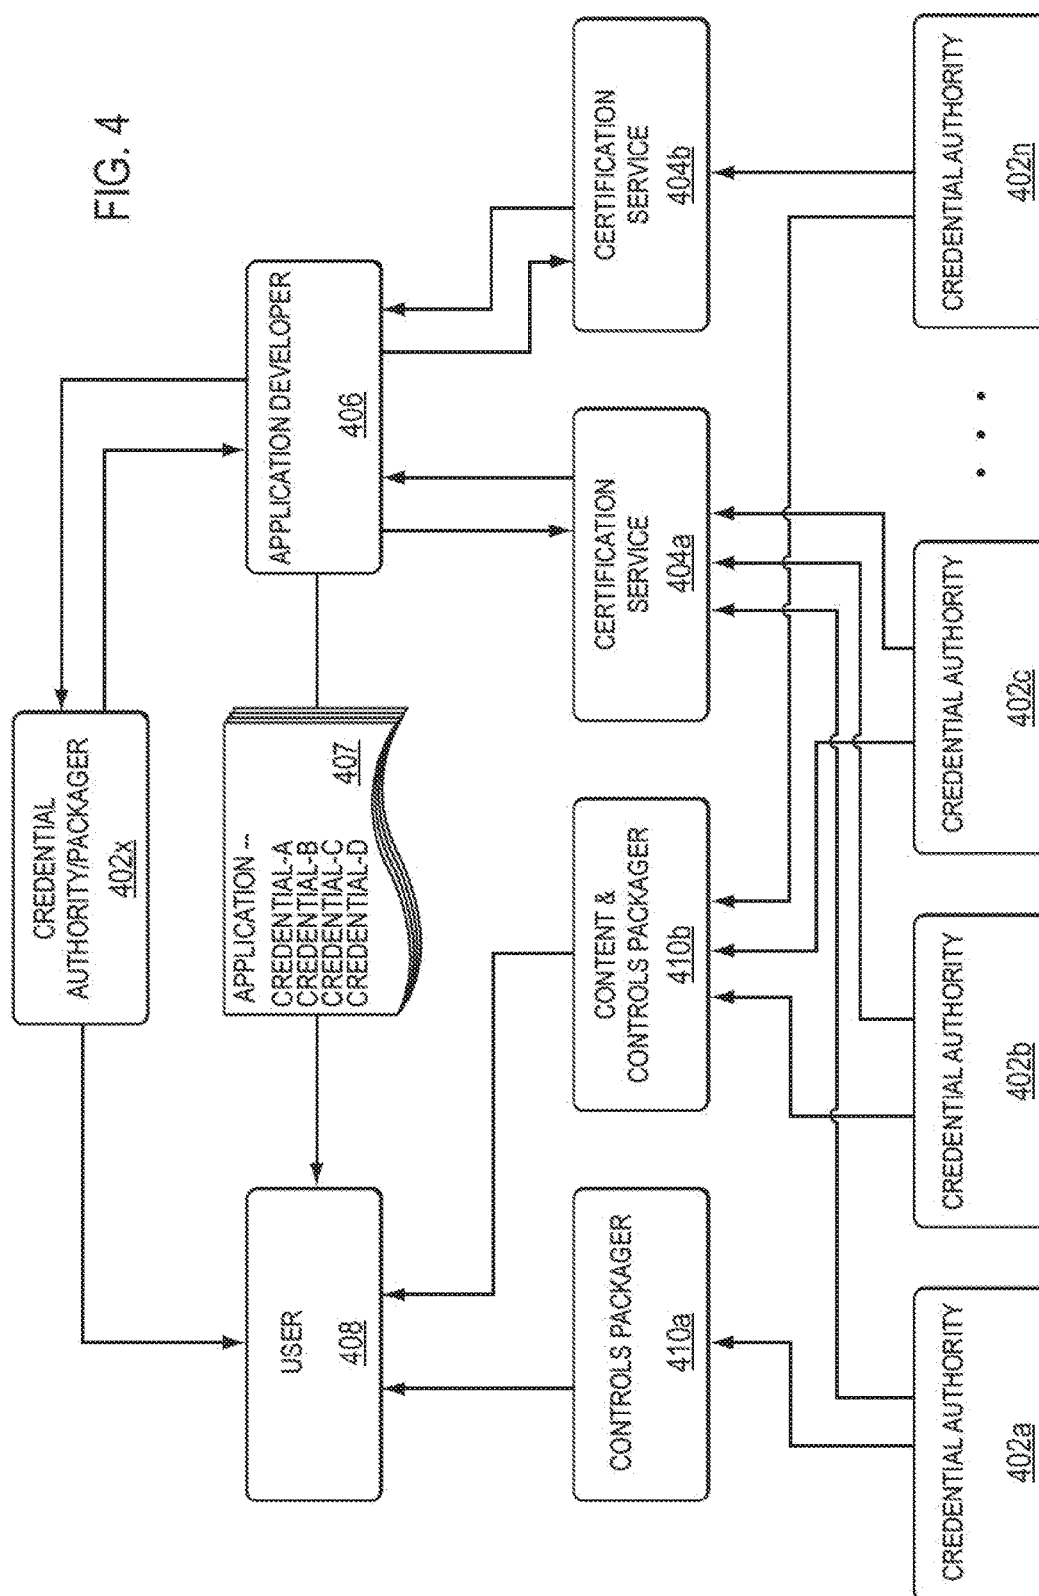 FIG. 4
CREDENTIAL
AUTHORITY/PACKAGER
402x
USER
408
APPLICATION --
CREDENTIAL-A
CREDENTIAL-B
CREDENTIAL-C
CREDENTIAL-D
407
APPLICATION DEVELOPER
406
CONTROLS PACKAGER
410a
CONTENT &
CONTROLS PACKAGER
410b
CERTIFICATION
SERVICE
404a
CERTIFICATION
SERVICE
404b
CREDENTIAL AUTHORITY
402a
CREDENTIAL AUTHORITY
402b
CREDENTIAL AUTHORITY
402c
CREDENTIAL AUTHORITY
402n